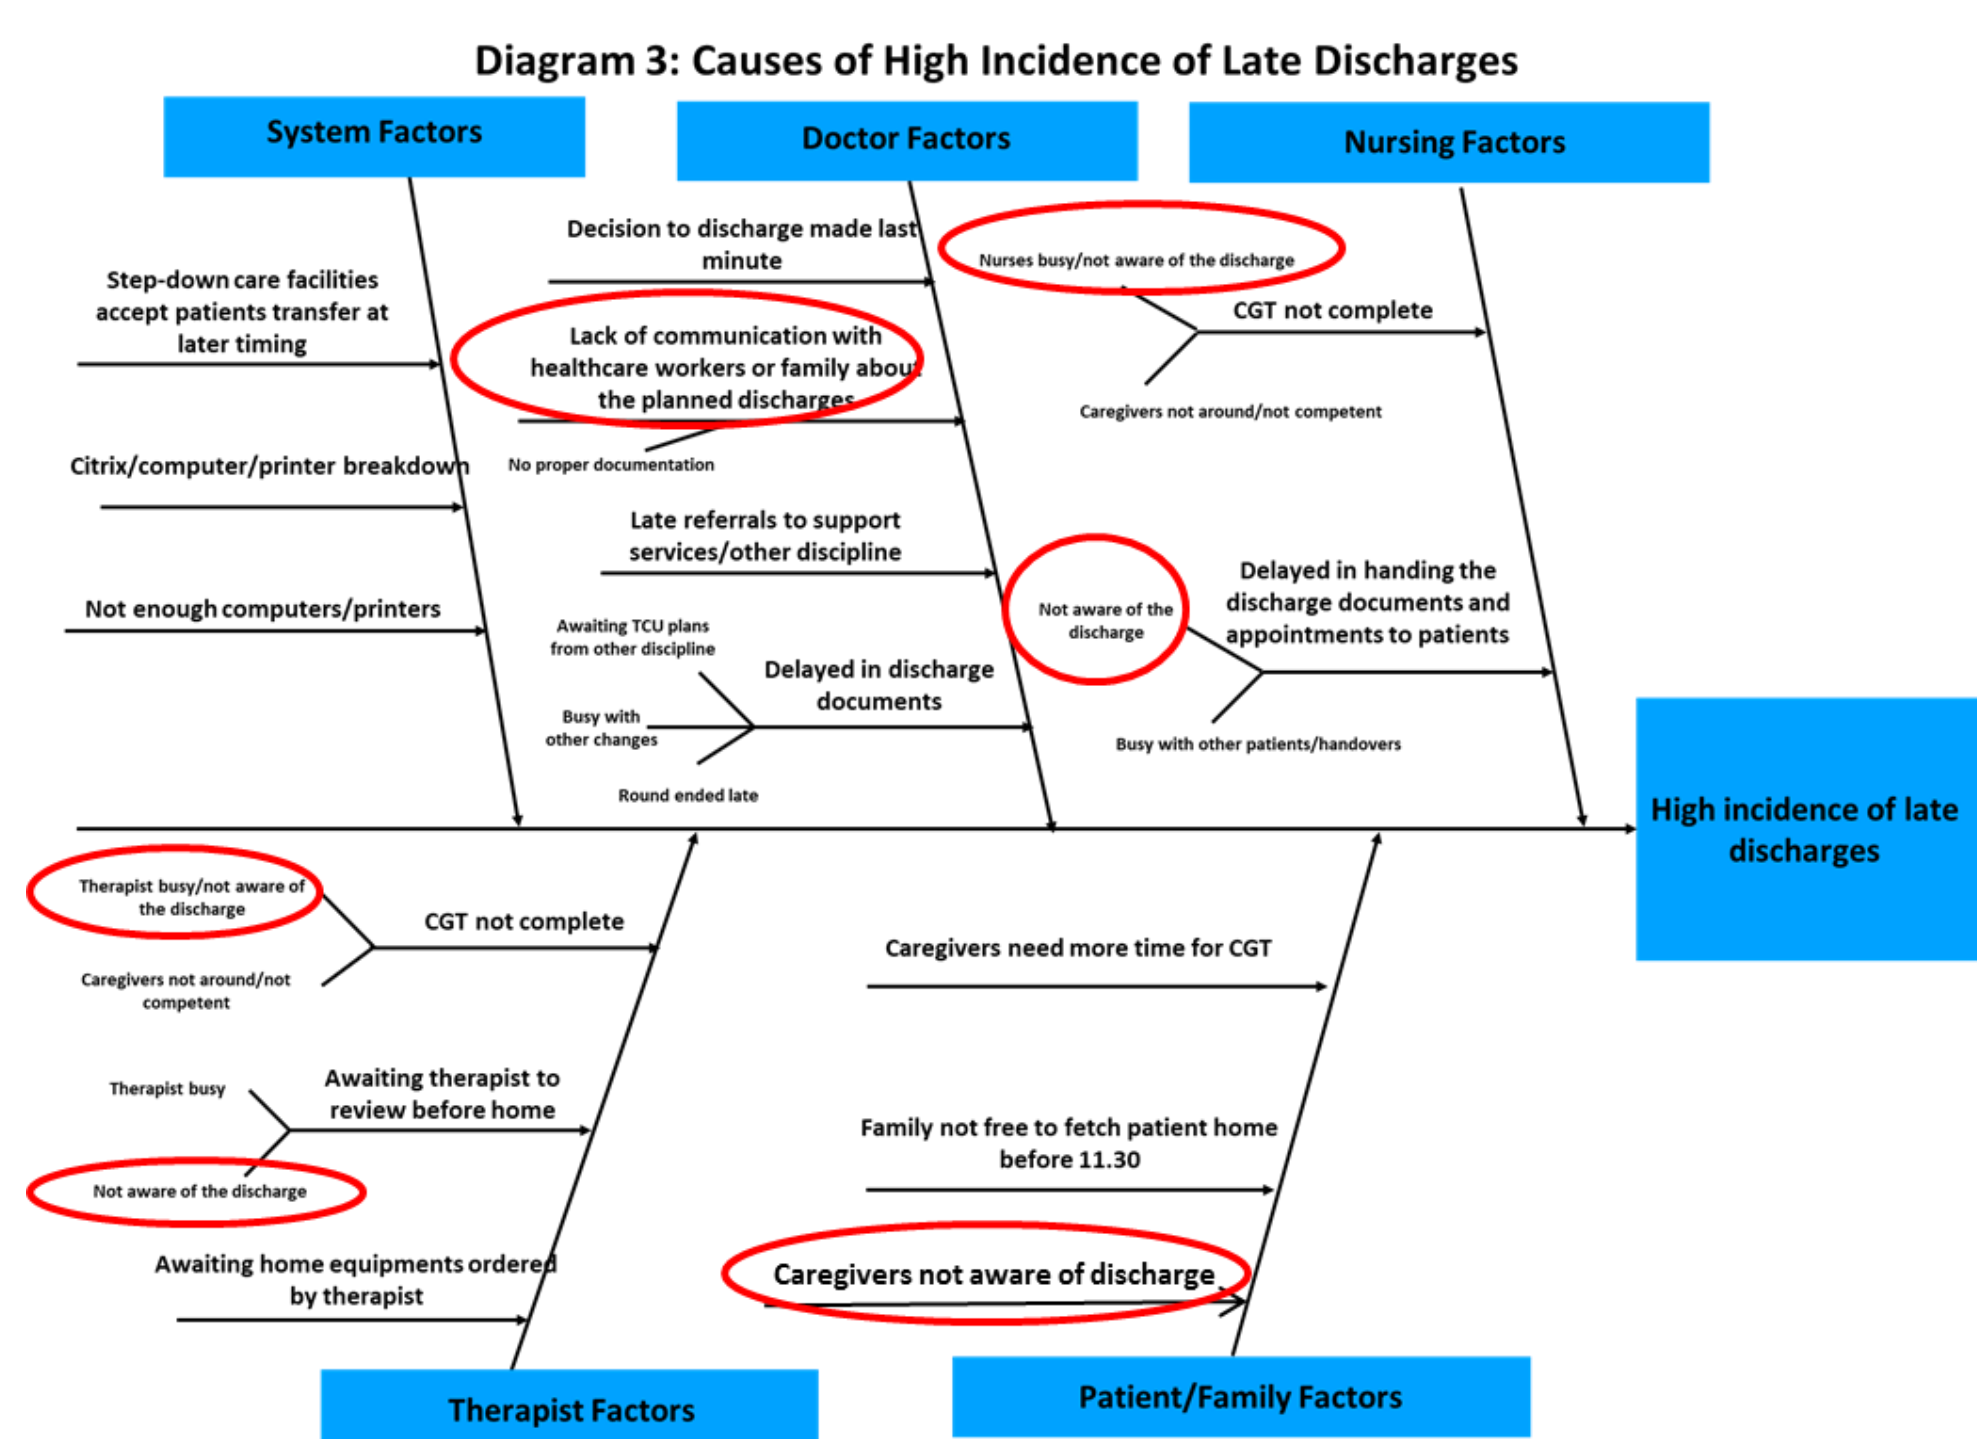 Diagram 3: Causes of High Incidence of Late Discharges
System Factors
Doctor Factors
Nursing Factors
Step-down care facilities
accept patients transfer at
later timing
Citrix/computer/printer breakdown
Not enough computers/printers
Decision to discharge made last
minute
Lack of communication with
healthcare workers or family about
the planned discharges
No proper documentation
Late referrals to support
services/other discipline
Awaiting TCU plans
from other discipline
Busy with
other changes
Round ended late
Delayed in discharge
documents
Nurses busy/not aware of the discharge
CGT not complete
Caregivers not around/not competent
Not aware of the
discharge
Delayed in handing the
discharge documents and
appointments to patients
Busy with other patients/handovers
High incidence of late
discharges
Therapist busy/not aware of
the discharge
CGT not complete
Caregivers not around/not
competent
Therapist busy
Awaiting therapist to
review before home
Not aware of the discharge
Awaiting home equipments ordered
by therapist
Caregivers need more time for CGT
Family not free to fetch patient home
before 11.30
Caregivers not aware of discharge
Therapist Factors
Patient/Family Factors